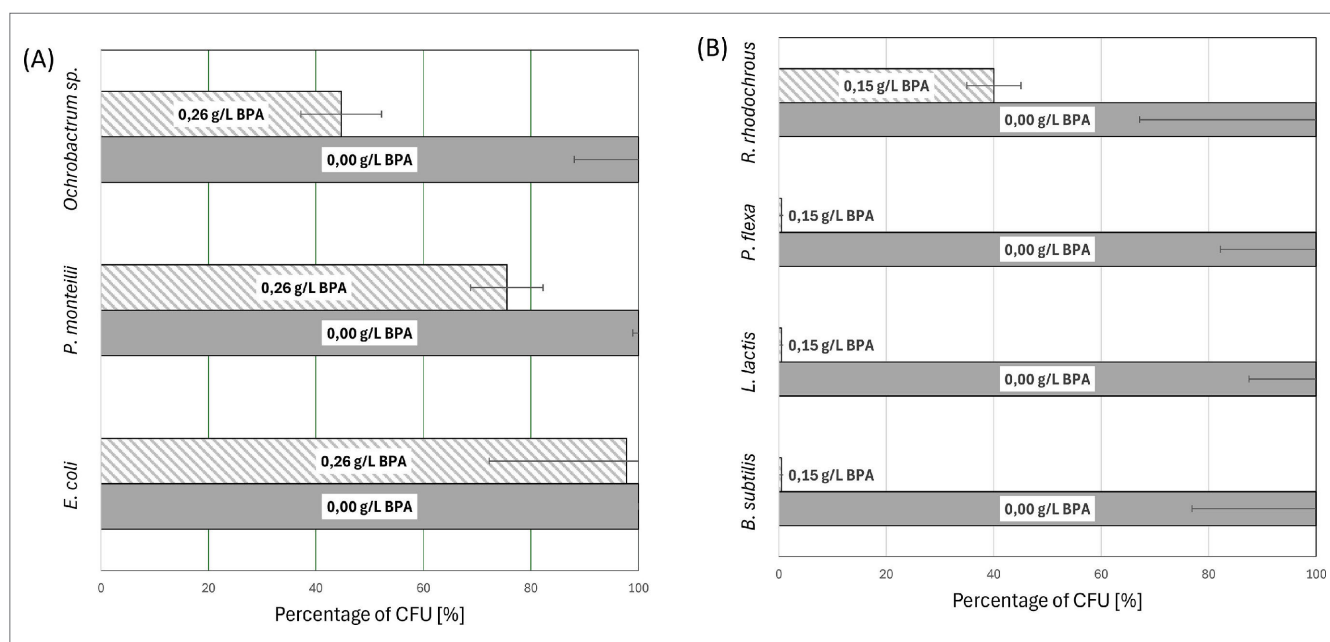 (A)
Ochrobactrum sp.
0,26 g/L BPA
0,00 g/L BPA
P. monteilii
0,26 g/L BPA
0,00 g/L BPA
E. coli
0,26 g/L BPA
0,00 g/L BPA
0 20 40 60 80 100
Percentage of CFU [%]
(B)
R. rhodochrous
0,15 g/L BPA
0,00 g/L BPA
P. flexa
0,15 g/L BPA
0,00 g/L BPA
L. lactis
0,15 g/L BPA
0,00 g/L BPA
B. subtilis
0,15 g/L BPA
0,00 g/L BPA
0 20 40 60 80 100
Percentage of CFU [%]